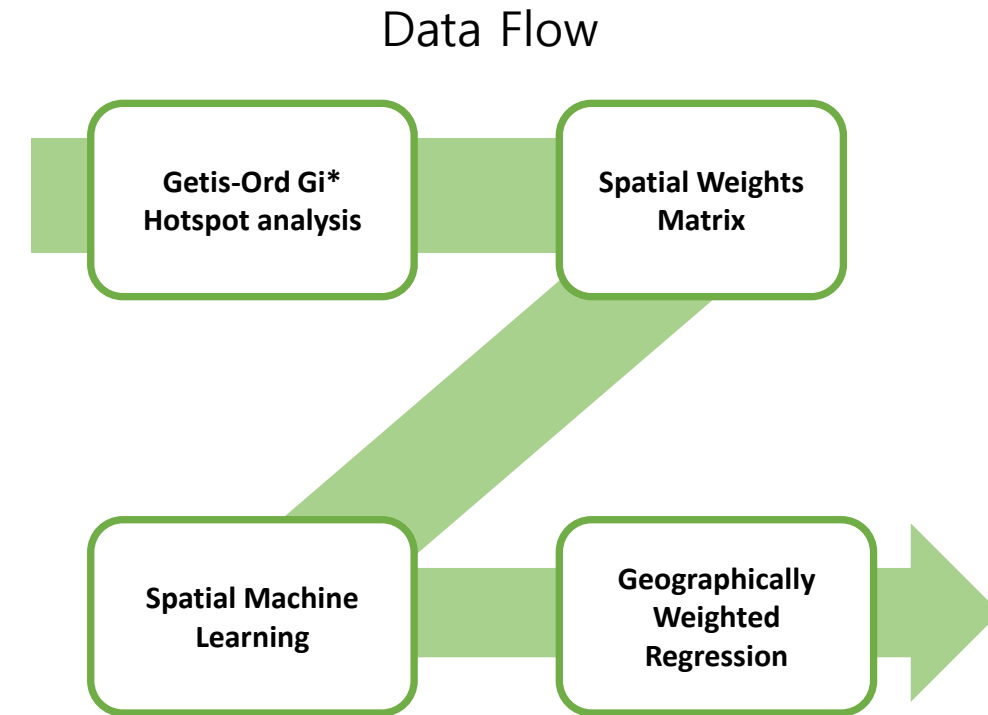 Data Flow
Getis-Ord Gi*
Hotspot analysis
Spatial Weights
Matrix
Spatial Machine
Learning
Geographically
Weighted
Regression